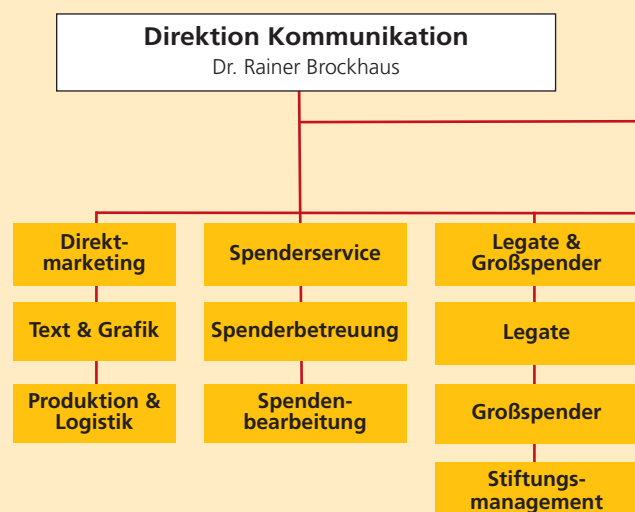 Direktion Kommunikation
Dr. Rainer Brockhaus
Direkt-
marketing
Text & Grafik
Produktion &
Logistik
Spenderservice
Spenderbetreuung
Spenden-
bearbeitung
Legate &
Großspender
Legate
Großspender
Stiftungs-
management